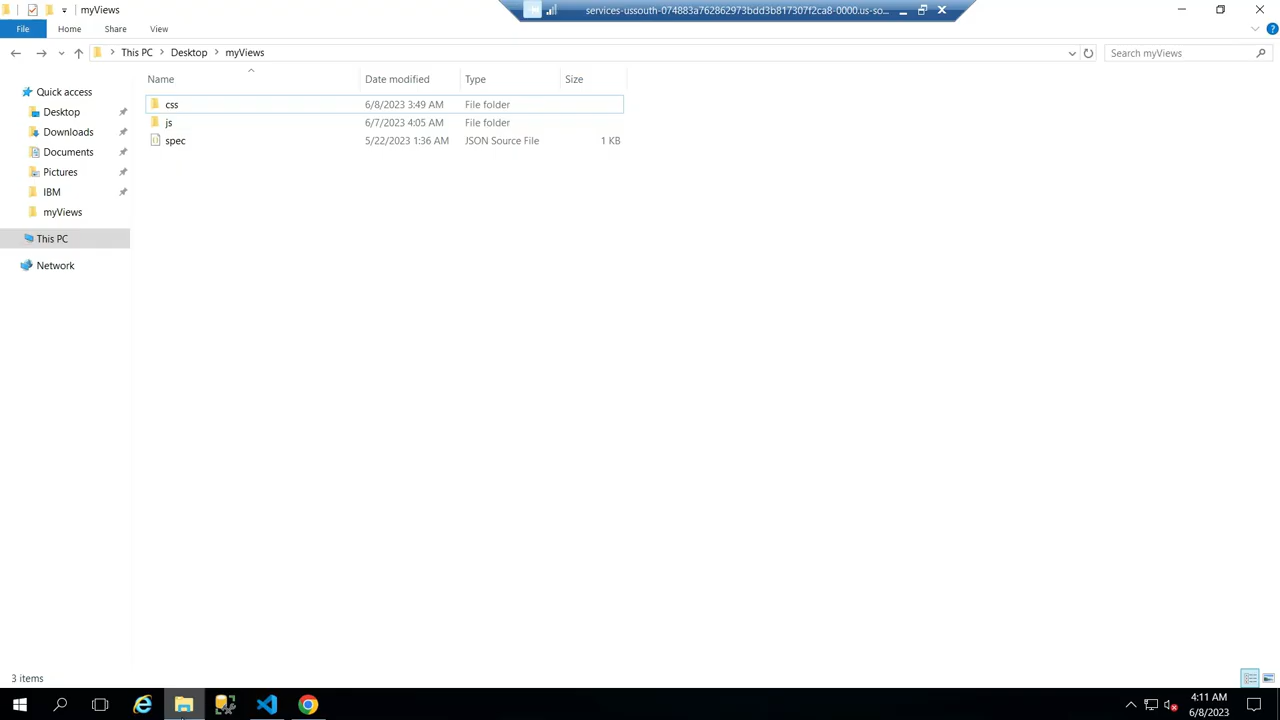 myViews
services-ussouth-074883a762862973bdd3b817307f2ca8-0000.us-so...
File Home Share View
This PC Desktop myViews
Search myViews
Name Date modified Type Size
Quick access
Desktop
Downloads
Documents
Pictures
IBM
myViews
This PC
Network
css 6/8/2023 3:49 AM File folder
js 6/7/2023 4:05 AM File folder
spec 5/22/2023 1:36 AM JSON Source File 1 KB
3 items
4:11 AM
6/8/2023